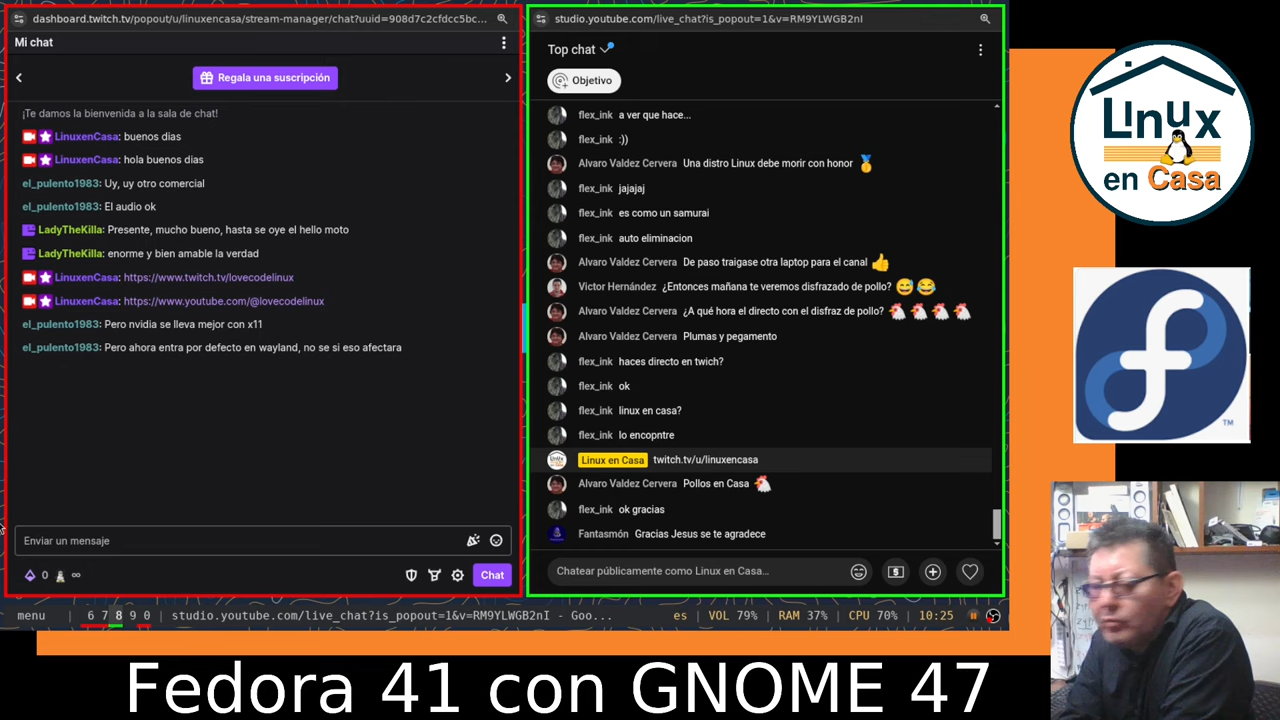 dashboard.twitch.tv/popout/u/linuxencasa/stream-manager/chat?uuid=908d7c2cfdcc5bc...
Mi chat
Regala una suscripción
¡Te damos la bienvenida a la sala de chat!
LinuxenCasa: buenos dias
LinuxenCasa: hola buenos dias
el_pulento1983: Uy, uy otro comercial
el_pulento1983: El audio ok
LadyTheKilla: Presente, mucho bueno, hasta se oye el hello moto
LadyTheKilla: enorme y bien amable la verdad
LinuxenCasa: https://www.twitch.tv/lovecodelinux
LinuxenCasa: https://www.youtube.com/@lovecodelinux
el_pulento1983: Pero nvidia se lleva mejor con x11
el_pulento1983: Pero ahora entra por defecto en wayland, no se si eso afectara
Enviar un mensaje
0 ∞
Chat
studio.youtube.com/live_chat?is_popout=1&v=RM9YLWGB2nI
Top chat
Objetivo
flex_ink a ver que hace...
flex_ink :))
Alvaro Valdez Cervera Una distro Linux debe morir con honor 🏅
flex_ink jajajaj
flex_ink es como un samurai
flex_ink auto eliminacion
Alvaro Valdez Cervera De paso traigase otra laptop para el canal 👍
Victor Hernández ¿Entonces mañana te veremos disfrazado de pollo? 😅😂
Alvaro Valdez Cervera ¿A qué hora el directo con el disfraz de pollo? 🐔🐔🐔🐔
Alvaro Valdez Cervera Plumas y pegamento
flex_ink haces directo en twich?
flex_ink ok
flex_ink linux en casa?
flex_ink lo encopntre
Linux en Casa twitch.tv/u/linuxencasa
Alvaro Valdez Cervera Pollos en Casa 🐔
flex_ink ok gracias
Fantasmón Gracias Jesus se te agradece
Chatear públicamente como Linux en Casa...
menu | 6 7 8 9 0 | studio.youtube.com/live_chat?is_popout=1&v=RM9YLWGB2nI - Goo... es | VOL 79% | RAM 37% | CPU 70% | 10:25
Linux
en Casa
TM
Fedora 41 con GNOME 47